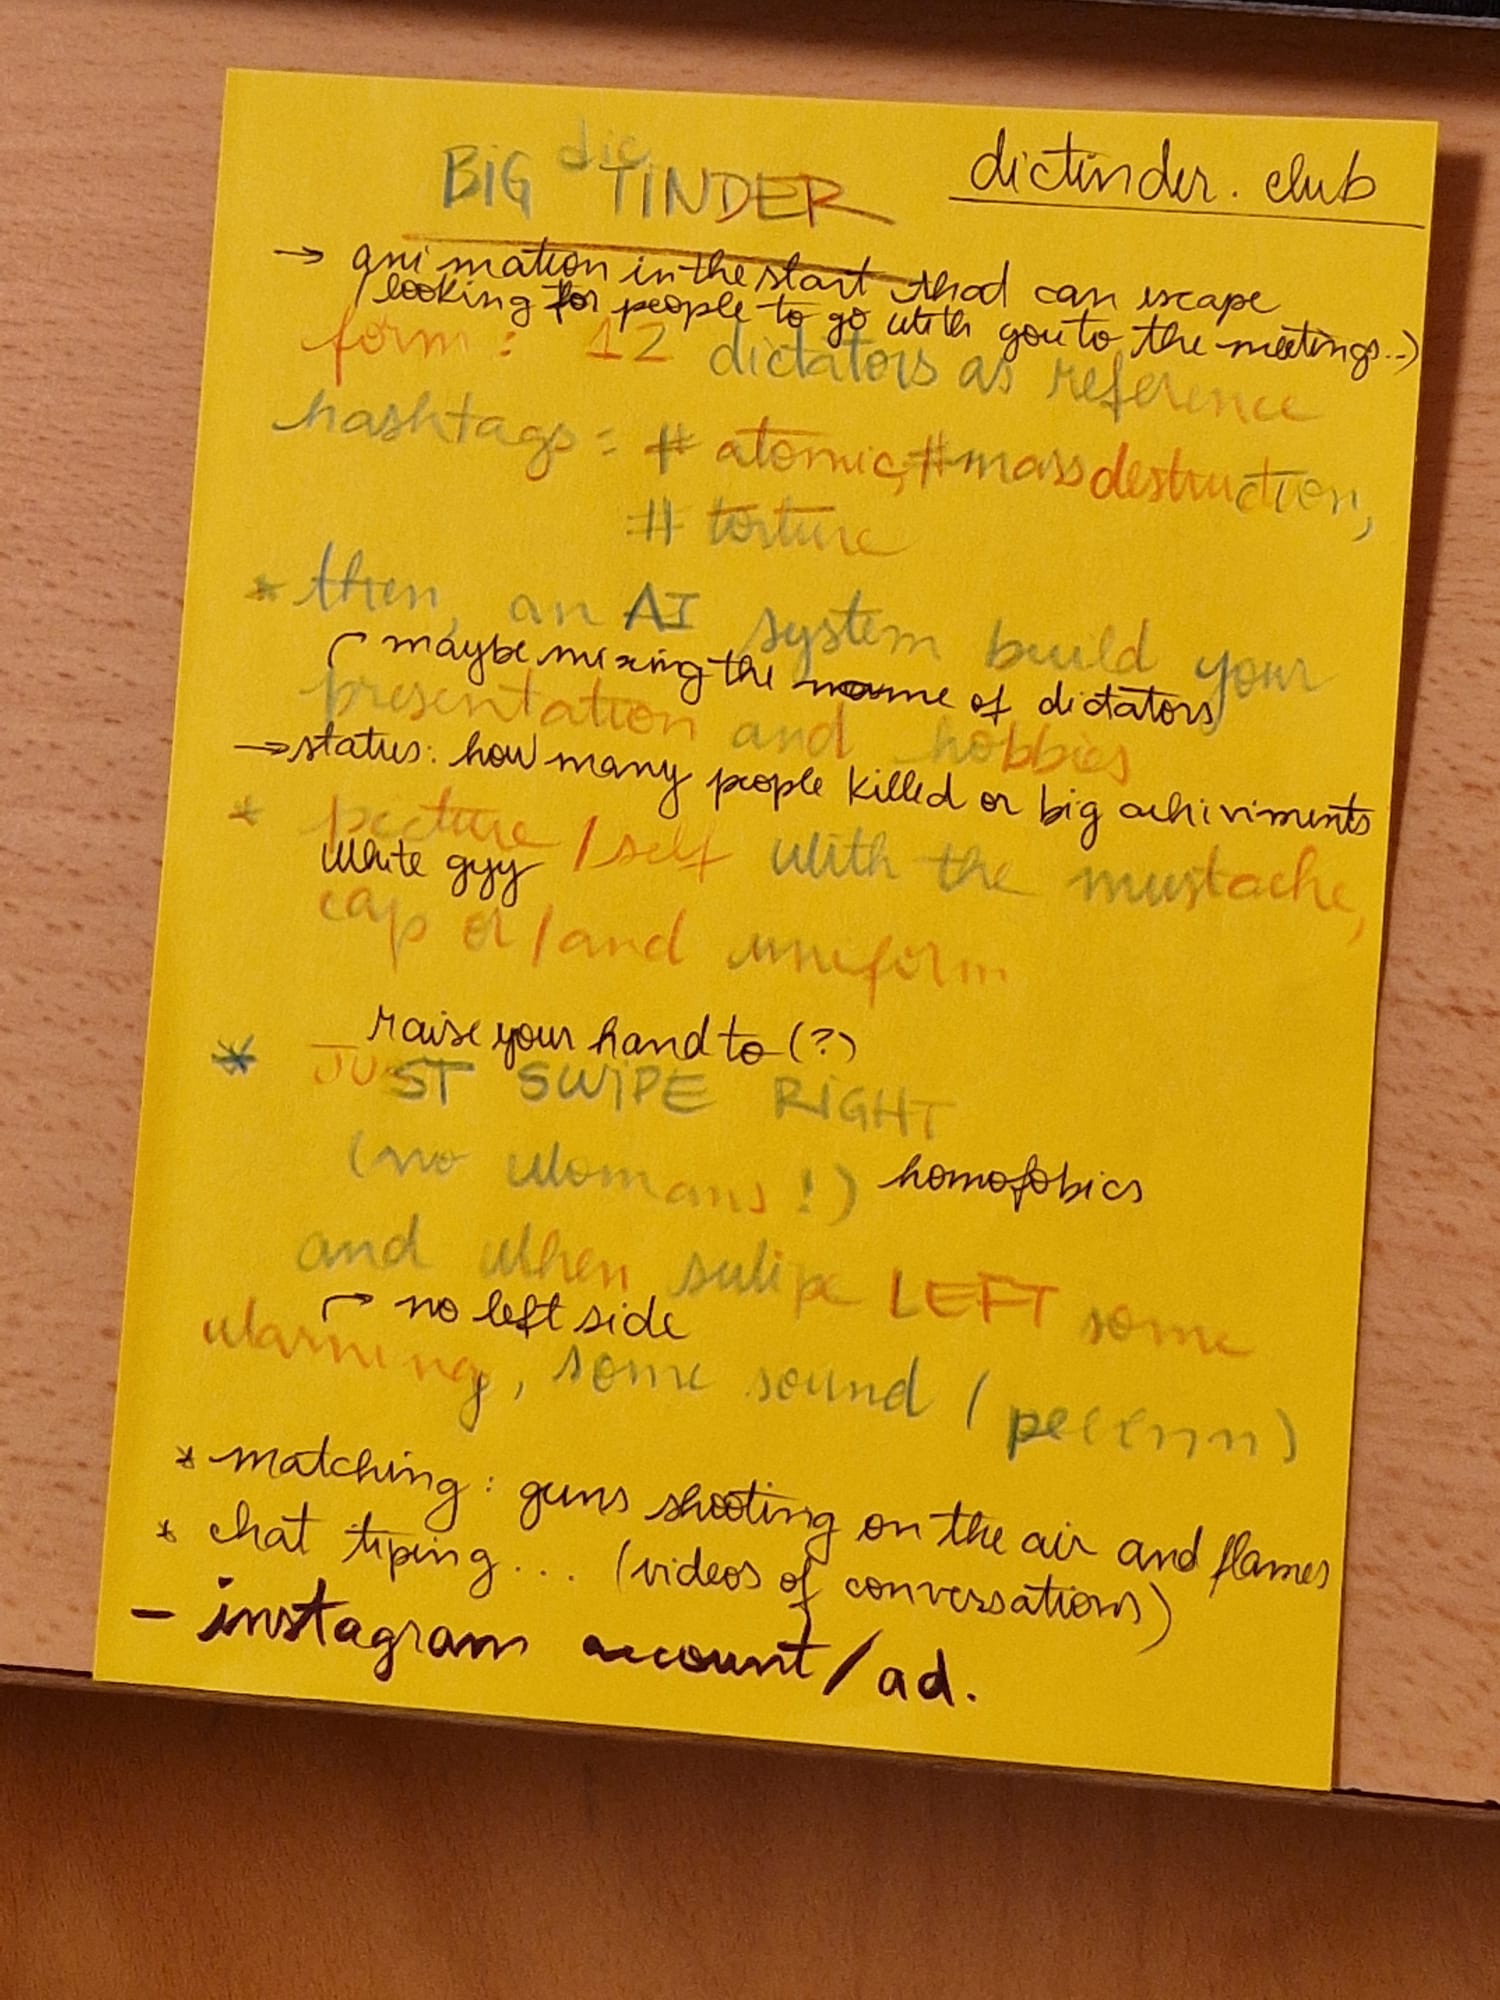 BiG dic TINDER
dictinder. club
→ animation in the start that can escape
(looking for people to go with you to the meetings..)
form: 12 dictators as reference
hashtags: # atomic, #mass destruction,
# torture
* then, an AI system build your
maybe mixing the name of dictators
presentation and hobbies
→ status: how many people killed or big achiviments
* picture / self with the mustache,
White gyy
cap or/and uniform
raise your hand to (?)
* JUST SWIPE RiGHT
(no womans!) homofobics
and when swipe LEFT some
→ no left side
warning, some sound (
* matching: guns shooting on the air and flames
* chat tiping... (videos of conversations)
- instagram account/ad.